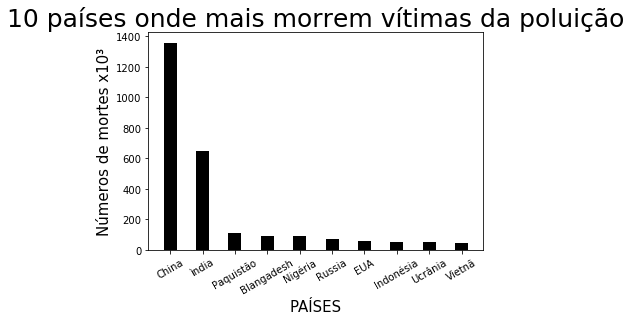 10 países onde mais morrem vítimas da poluição
Números de mortes x10³
1400
1200
1000
800
600
400
200
0
China
Índia
Paquistão
Blangadesh
Nigéria
Russia
EUA
Indonésia
Ucrânia
Vietnã
PAÍSES